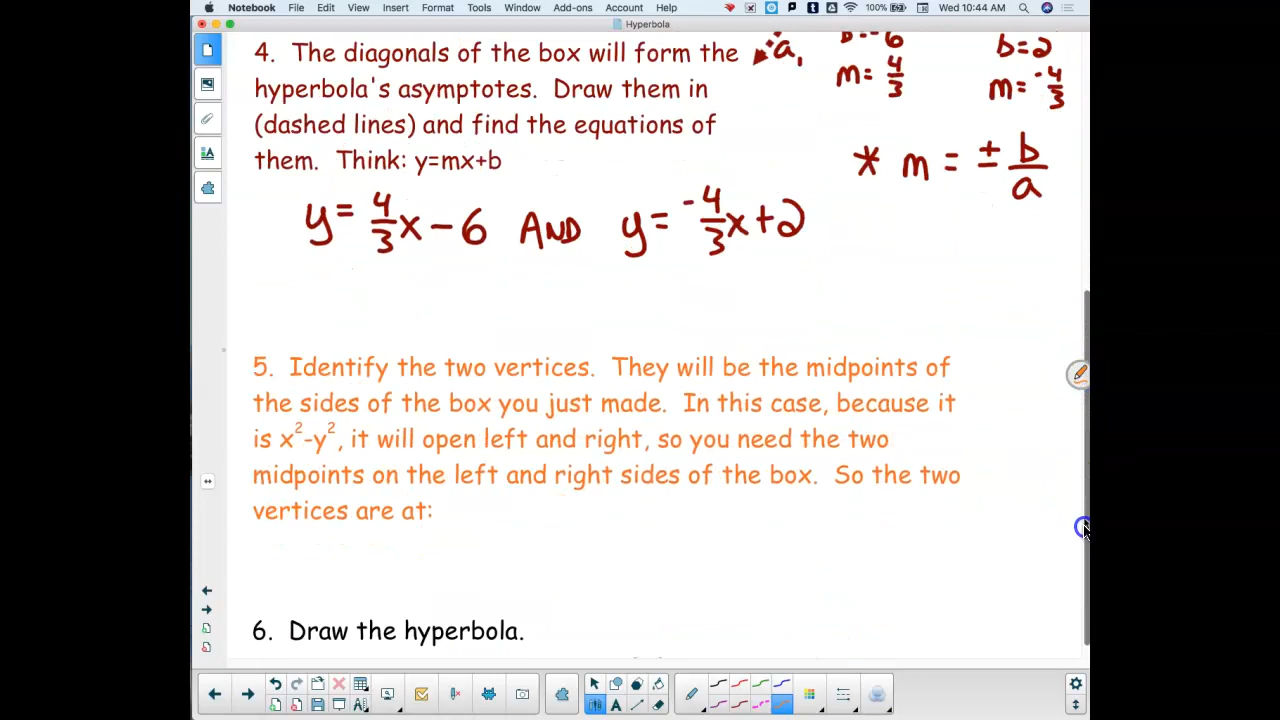 Notebook File Edit View Insert Format Tools Window Add-ons Account Help 100% Wed 10:44 AM
Hyperbola
4. The diagonals of the box will form the
hyperbola's asymptotes. Draw them in
(dashed lines) and find the equations of
them. Think: y=mx+b
a,
b=-6
m= 4/3
b=2
m= -4/3
* m = ± b/a
y= 4/3 x - 6 AND y= -4/3 x + 2
5. Identify the two vertices. They will be the midpoints of
the sides of the box you just made. In this case, because it
is x²-y², it will open left and right, so you need the two
midpoints on the left and right sides of the box. So the two
vertices are at:
6. Draw the hyperbola.